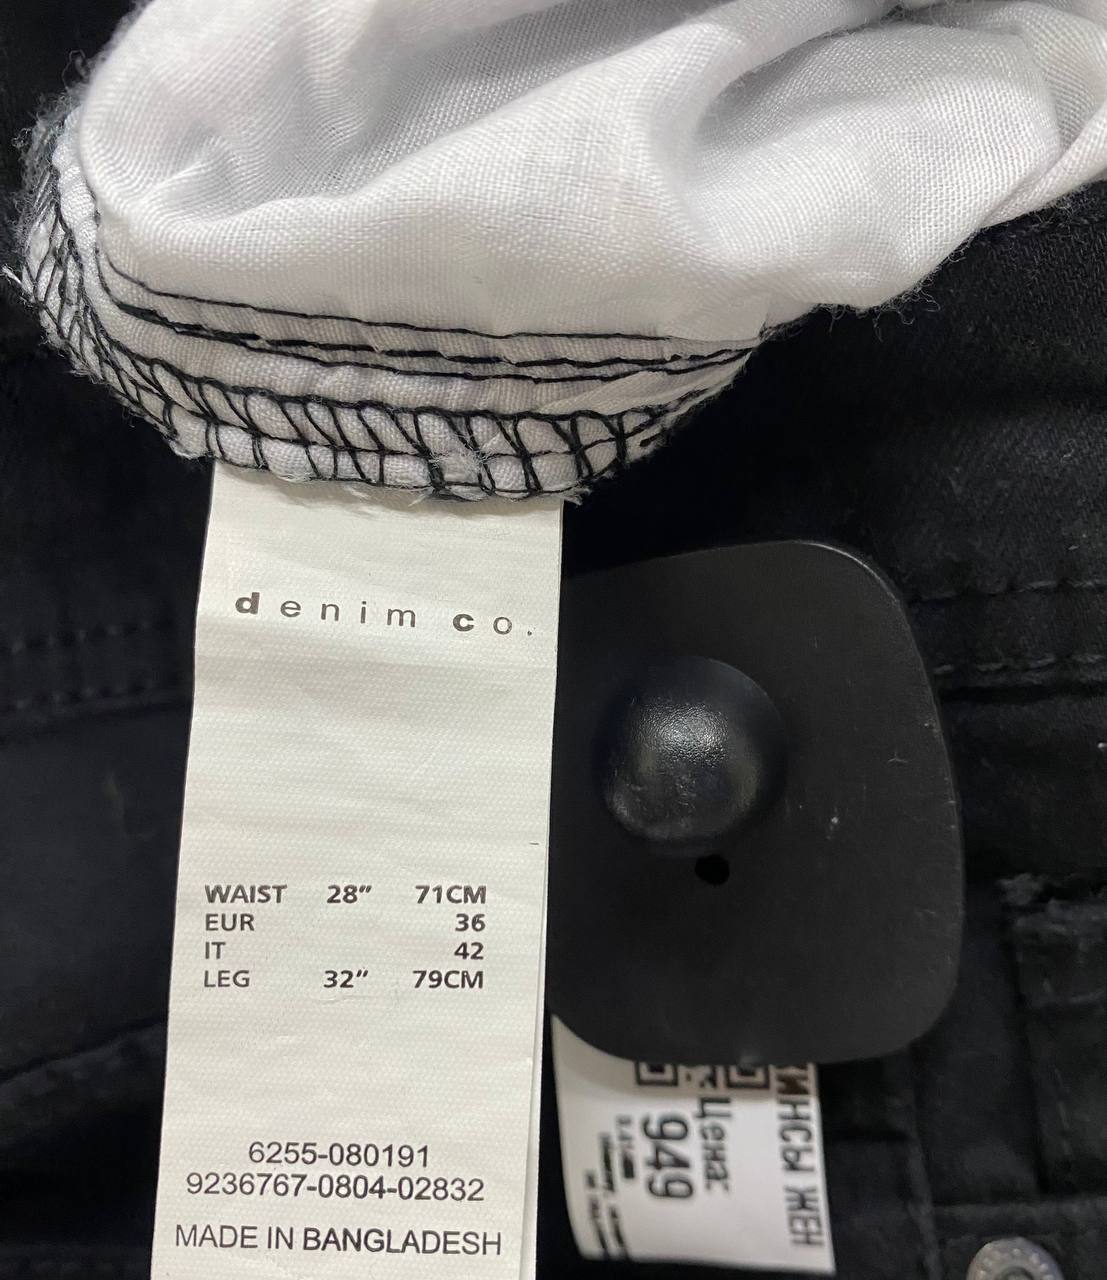 denim co.
WAIST 28" 71CM
EUR 36
IT 42
LEG 32" 79CM
6255-080191
9236767-0804-02832
MADE IN BANGLADESH
ЖЕН
Цена:
949